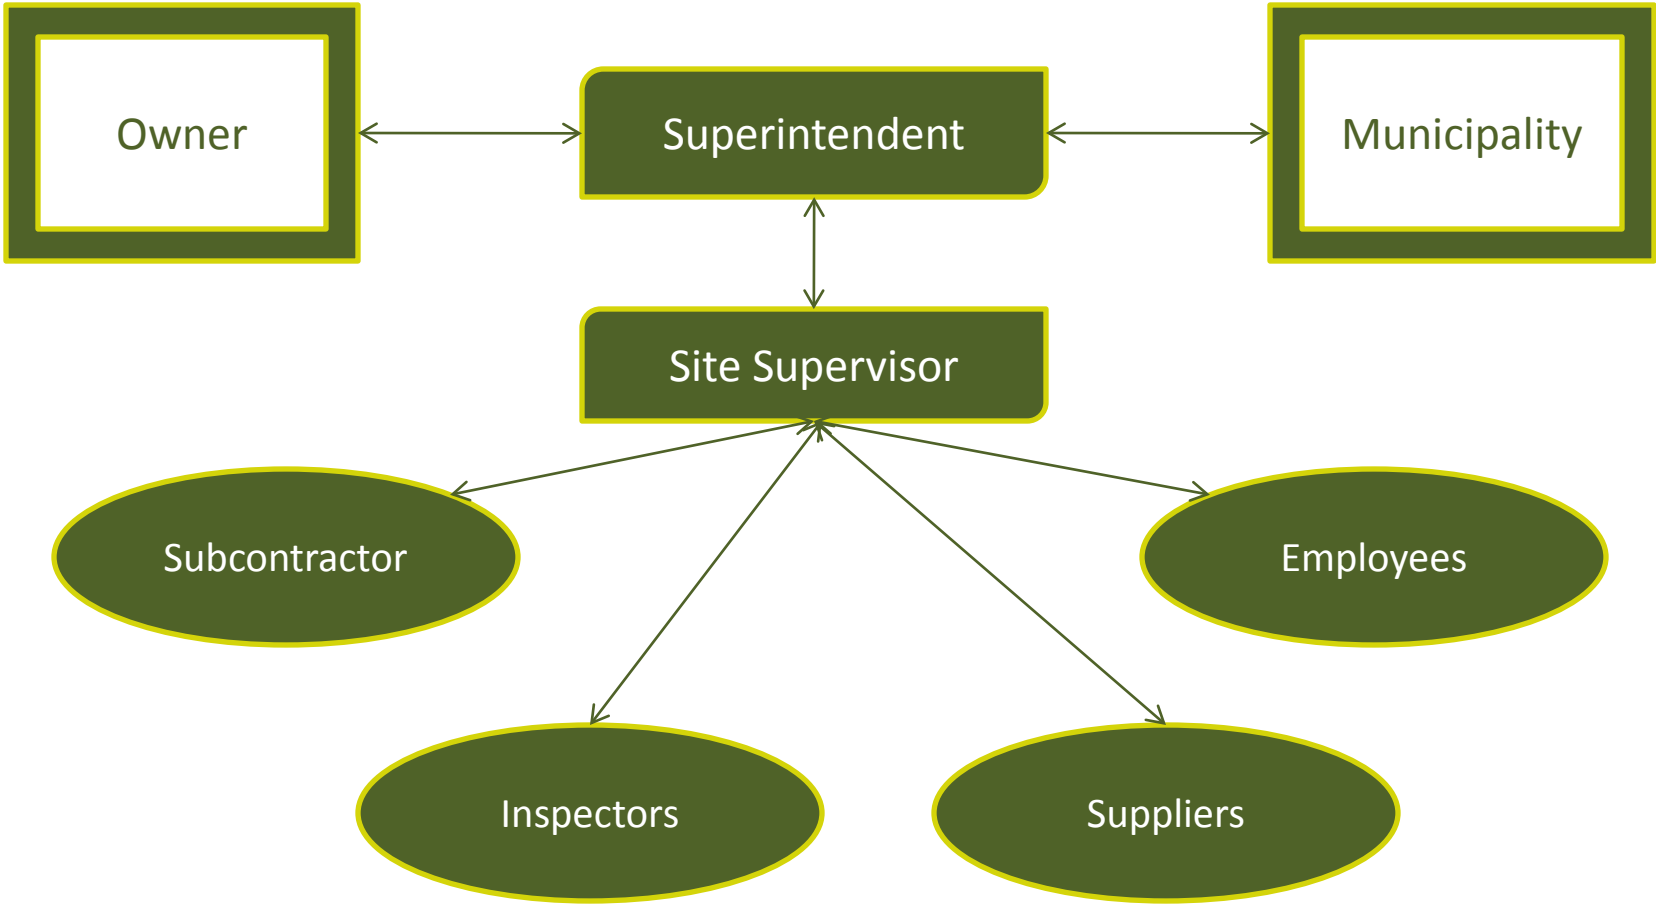 Owner
Superintendent
Municipality
Site Supervisor
Subcontractor
Employees
Inspectors
Suppliers